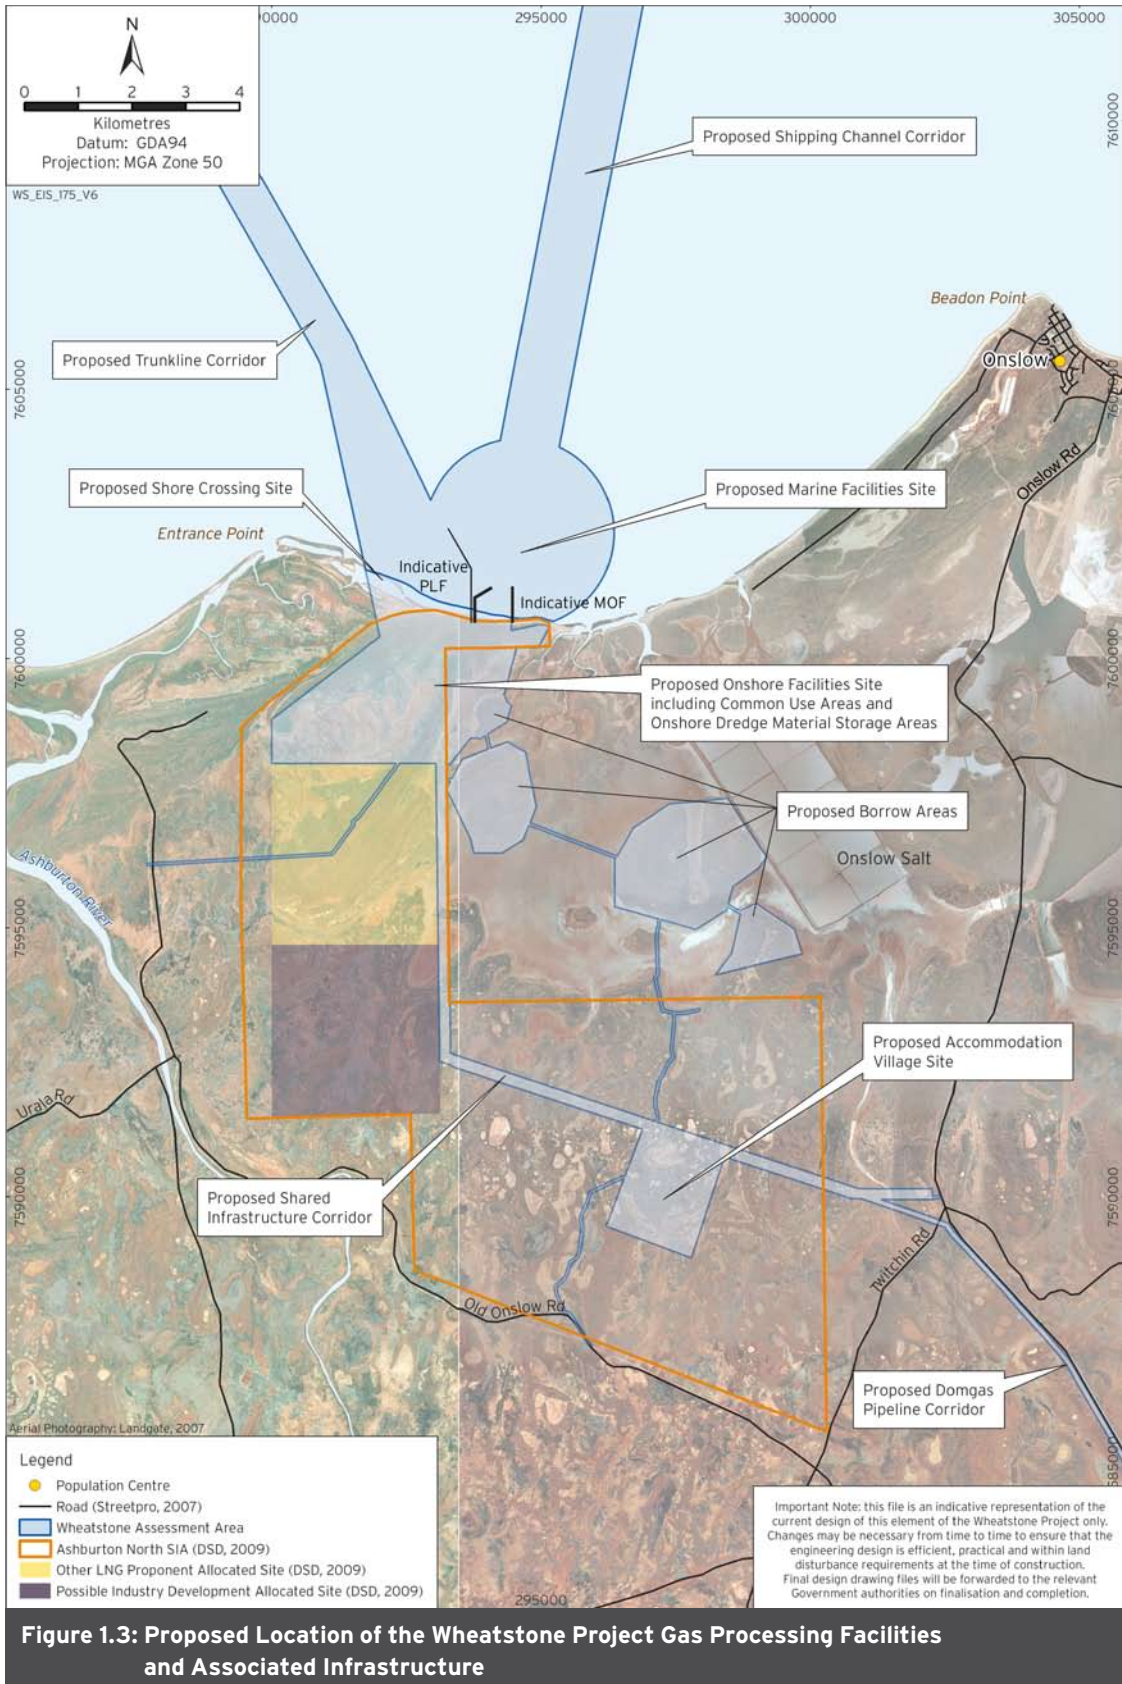 N
0 1 2 3 4
Kilometres
Datum: GDA94
Projection: MGA Zone 50
WS_EIS_175_V6
295000
300000
305000
7610000
Proposed Shipping Channel Corridor
Beadon Point
Onslow
Proposed Trunkline Corridor
7605000
Onslow Rd
Proposed Shore Crossing Site
Proposed Marine Facilities Site
Entrance Point
Indicative
PLF
Indicative MOF
7600000
7600000
Proposed Onshore Facilities Site
including Common Use Areas and
Onshore Dredge Material Storage Areas
Proposed Borrow Areas
Onslow Salt
Ashburton River
7595000
7595000
Proposed Accommodation
Village Site
Urala Rd
Proposed Shared
Infrastructure Corridor
7590000
7590000
Twitchin Rd
Old Onslow Rd
Proposed Domgas
Pipeline Corridor
Aerial Photography: Landgate, 2007
Legend
Population Centre
Road (Streetpro, 2007)
Wheatstone Assessment Area
Ashburton North SIA (DSD, 2009)
Other LNG Proponent Allocated Site (DSD, 2009)
Possible Industry Development Allocated Site (DSD, 2009)
295000
Important Note: this file is an indicative representation of the
current design of this element of the Wheatstone Project only.
Changes may be necessary from time to time to ensure that the
engineering design is efficient, practical and within land
disturbance requirements at the time of construction.
Final design drawing files will be forwarded to the relevant
Government authorities on finalisation and completion.
Figure 1.3: Proposed Location of the Wheatstone Project Gas Processing Facilities
and Associated Infrastructure